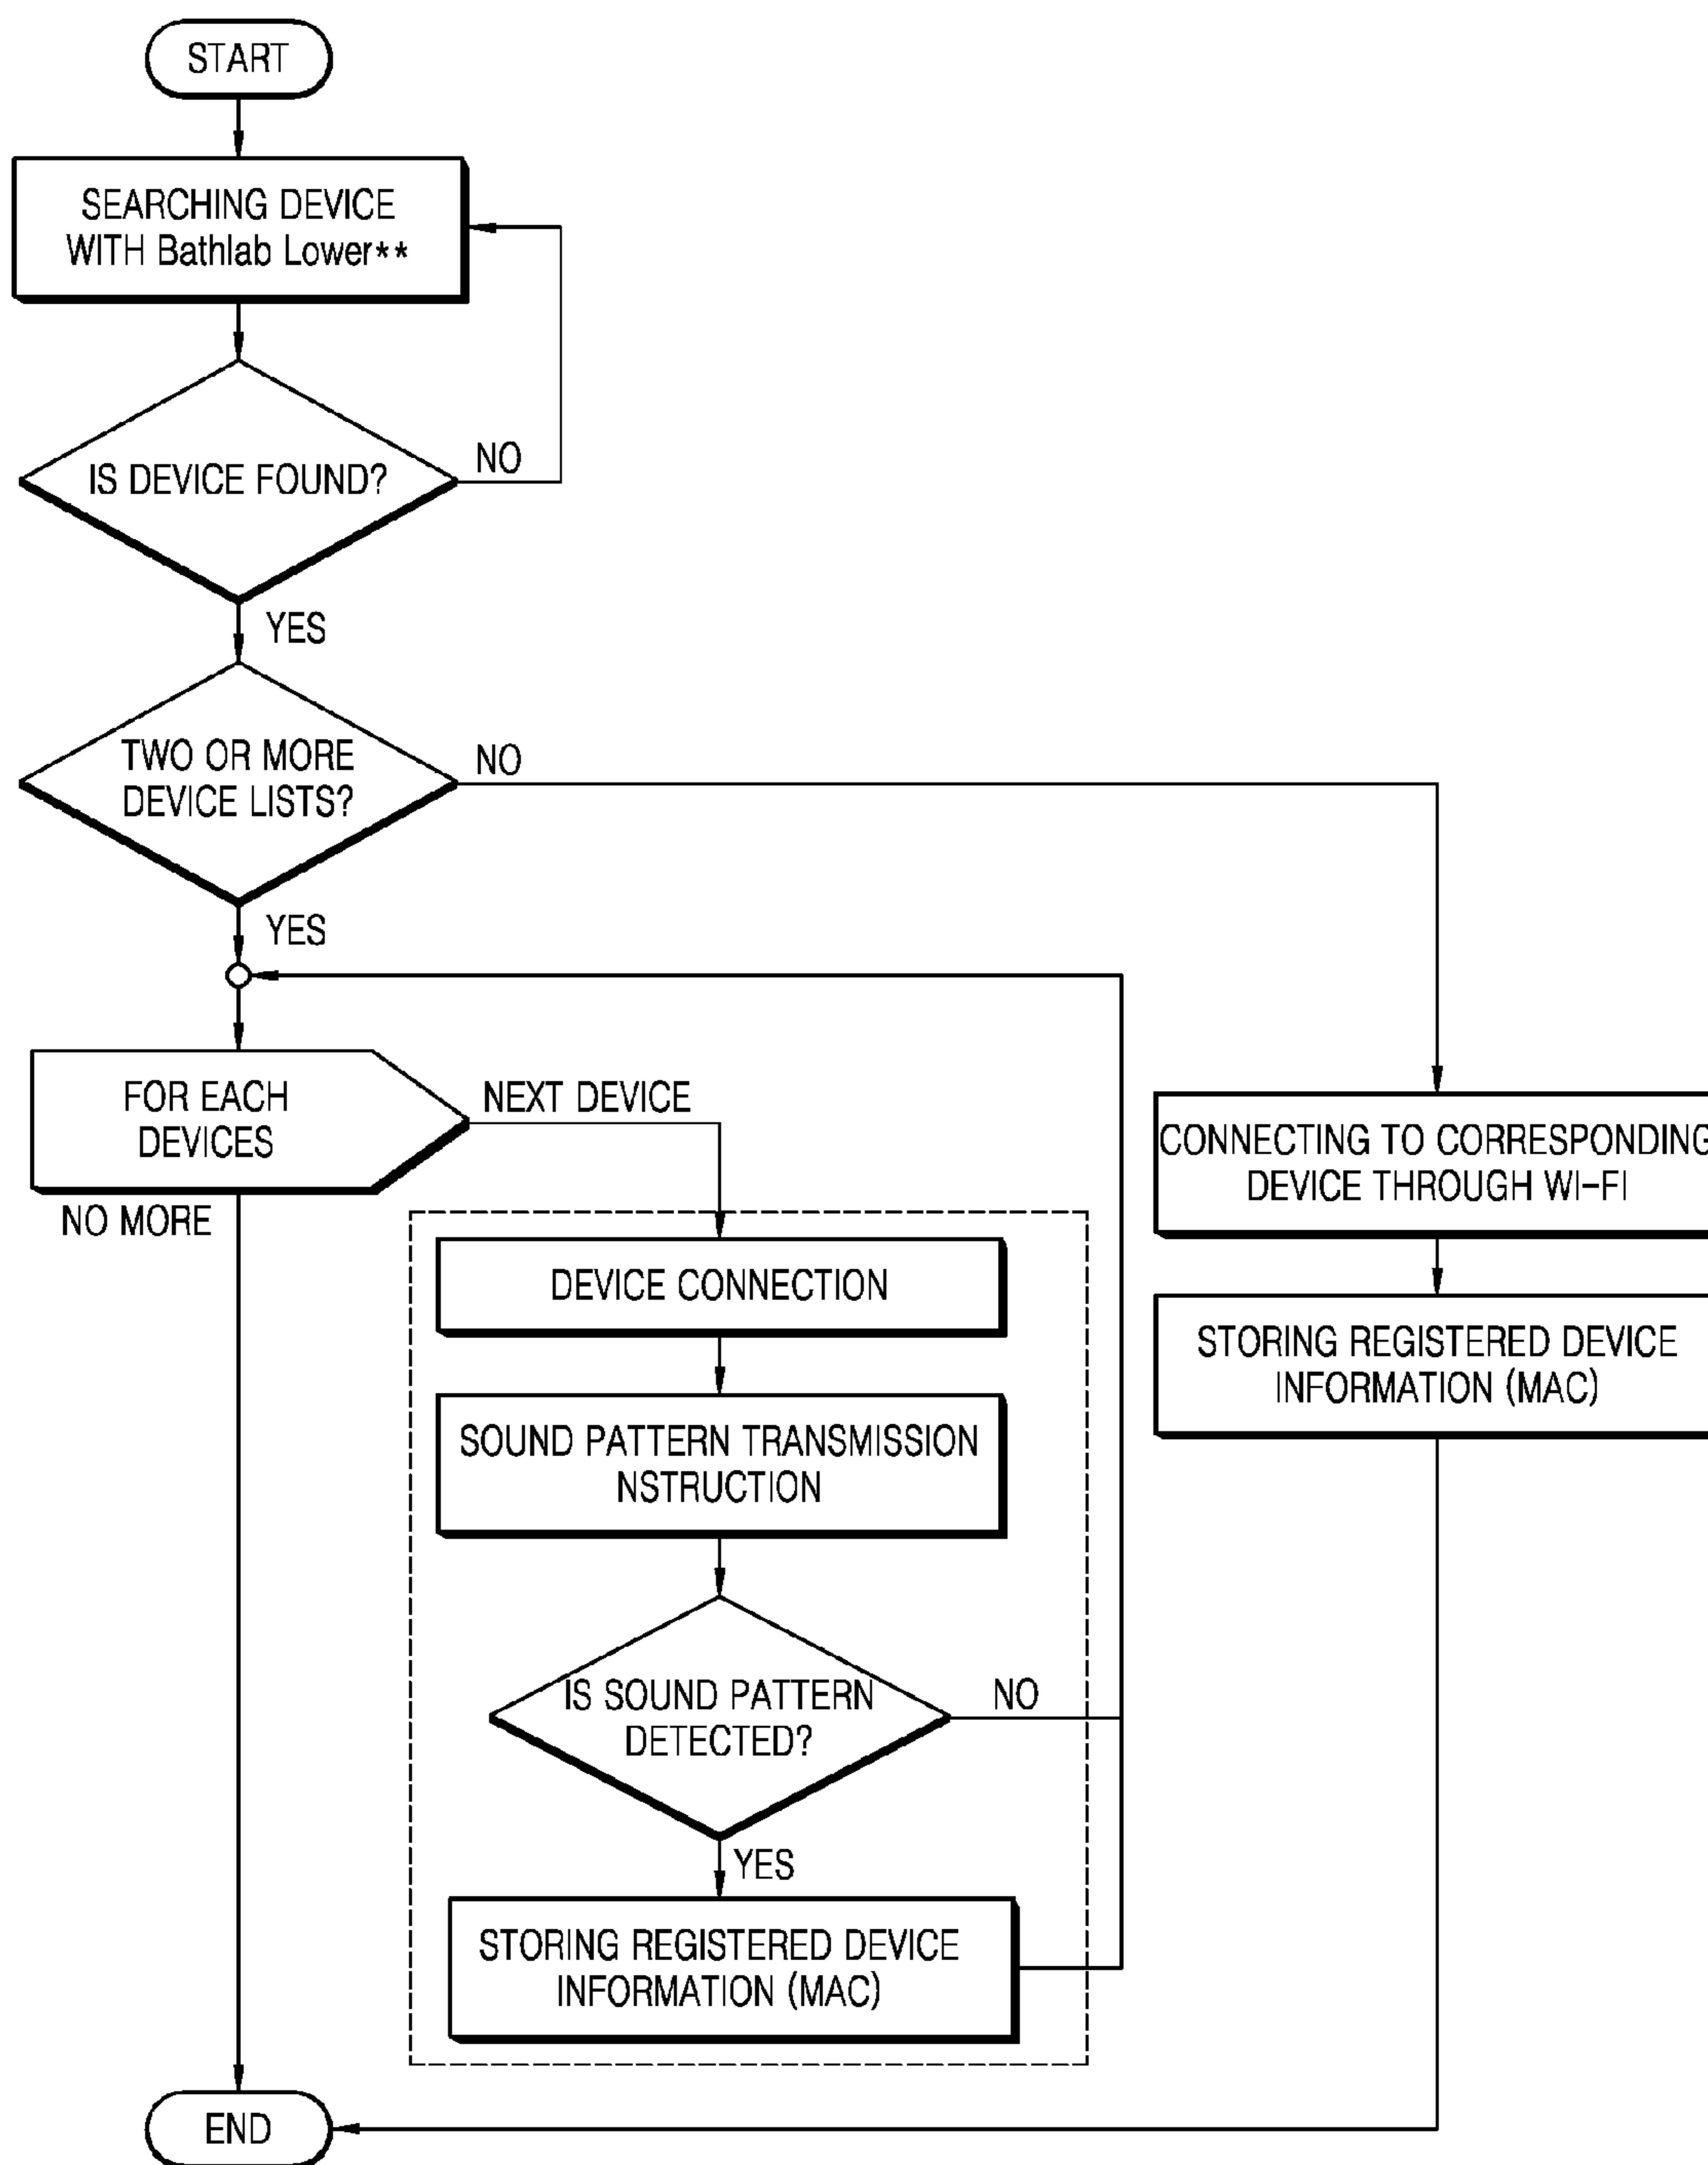 START
SEARCHING DEVICE
WITH Bathlab Lower**
IS DEVICE FOUND?
NO
YES
TWO OR MORE
DEVICE LISTS?
NO
YES
FOR EACH
DEVICES
NEXT DEVICE
NO MORE
DEVICE CONNECTION
SOUND PATTERN TRANSMISSION
NSTRUCTION
IS SOUND PATTERN
DETECTED?
NO
YES
STORING REGISTERED DEVICE
INFORMATION (MAC)
CONNECTING TO CORRESPONDING
DEVICE THROUGH WI-FI
STORING REGISTERED DEVICE
INFORMATION (MAC)
END